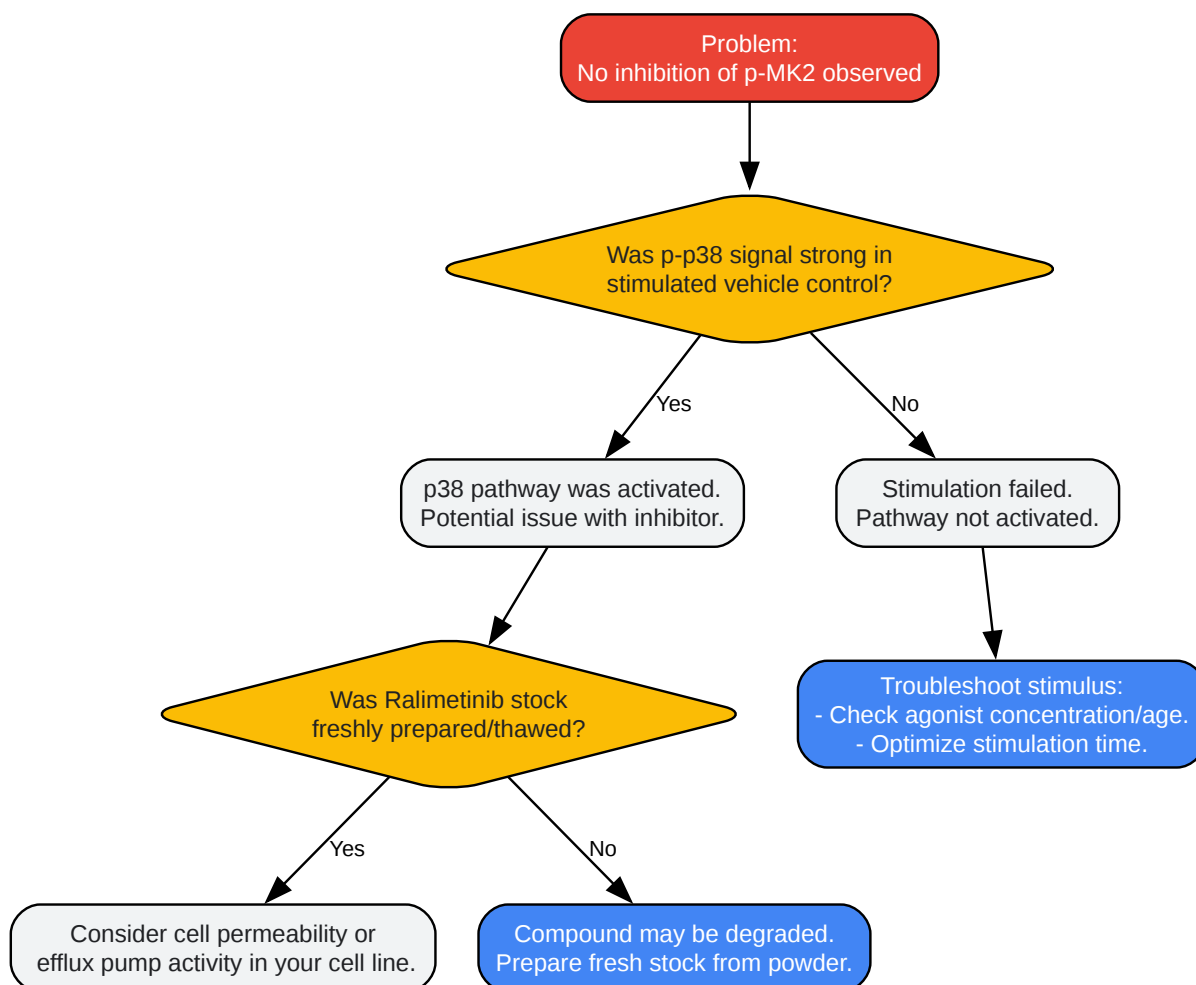 Problem:
No inhibition of p-MK2 observed
Was p-p38 signal strong in
stimulated vehicle control?
Yes
No
p38 pathway was activated.
Potential issue with inhibitor.
Stimulation failed.
Pathway not activated.
Was Ralimetinib stock
freshly prepared/thawed?
Troubleshoot stimulus:
- Check agonist concentration/age.
- Optimize stimulation time.
Yes
No
Consider cell permeability or
efflux pump activity in your cell line.
Compound may be degraded.
Prepare fresh stock from powder.